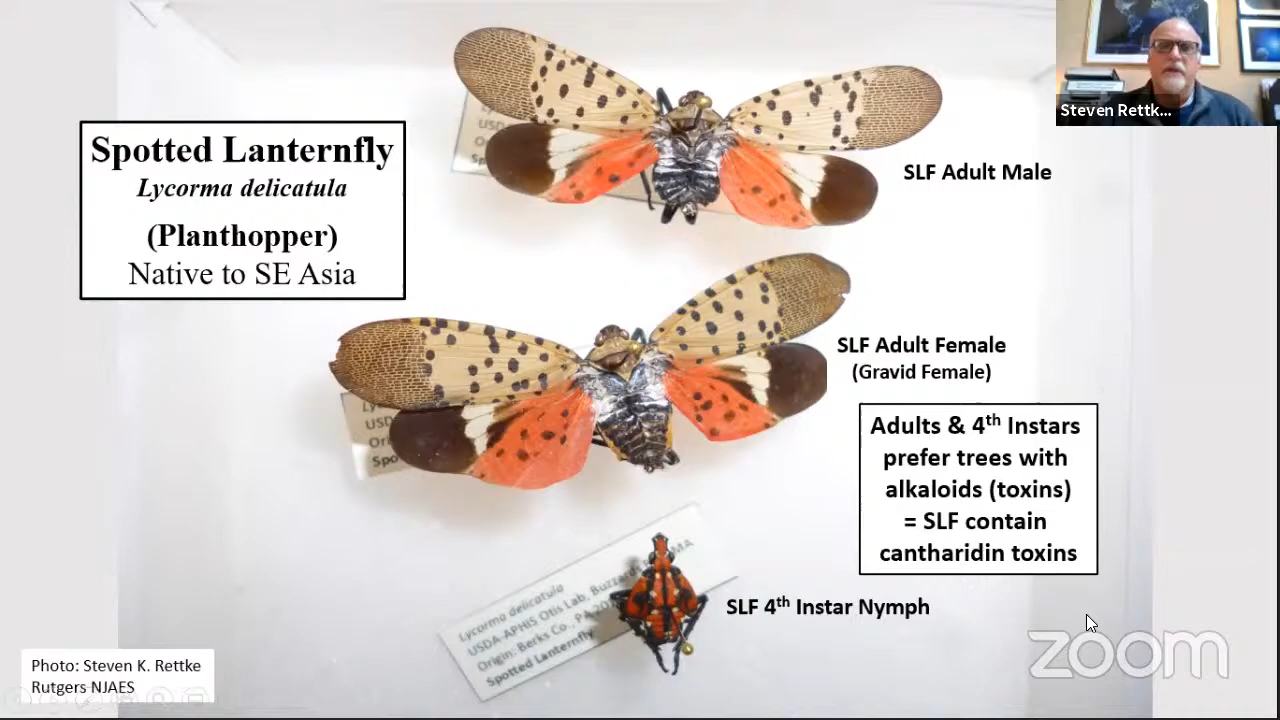 Steven Rettk...
Spotted Lanternfly
Lycorma delicatula
(Planthopper)
Native to SE Asia
SLF Adult Male
SLF Adult Female
(Gravid Female)
Adults & 4th Instars
prefer trees with
alkaloids (toxins)
= SLF contain
cantharidin toxins
SLF 4th Instar Nymph
Lycorma delicatula
USDA-APHIS Otis Lab, Buzzard MA
Origin: Berks Co., PA
Spotted Lanternfly
Photo: Steven K. Rettke
Rutgers NJAES
zoom